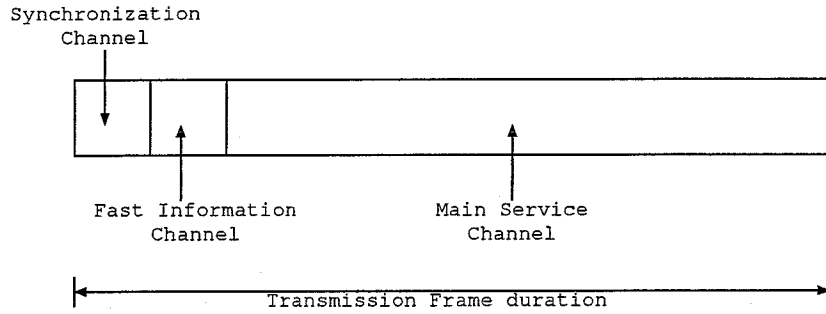 Synchronization
Channel
Fast Information
Channel
Main Service
Channel
Transmission Frame duration